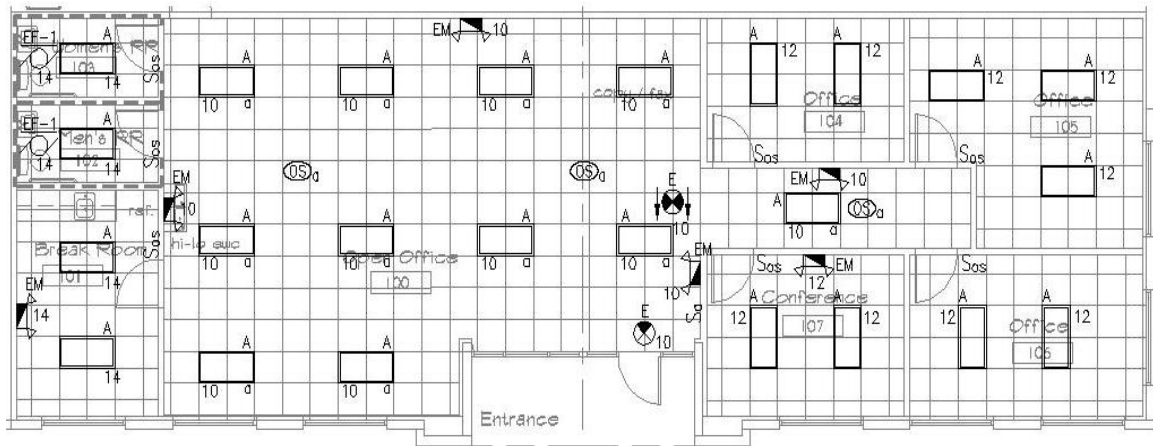 EF-1
A
Women's RR
103
14
14
Sos
EF-1
A
Men's RR
102
14
14
Sos
EM
10
A
10 a
A
10 a
A
10 a
A
copy / fax
10 a
OS a
OS a
EM
10
ref.
hi-lo ewc
Sos
Break Room
101
A
14
EM
14
A
14
A
10 a
A
10 a
A
10 a
A
10 a
Open Office
100
E
10
EM
10
Sa
E
10
A
10 a
A
10 a
Entrance
A
12
A
12
Office
104
Sos
A
12
A
12
Office
105
A
12
Sos
EM
10
A
10 a
OS a
Sos
EM
12
A
12
A
12
Conference
107
Sos
A
12
A
12
Office
106